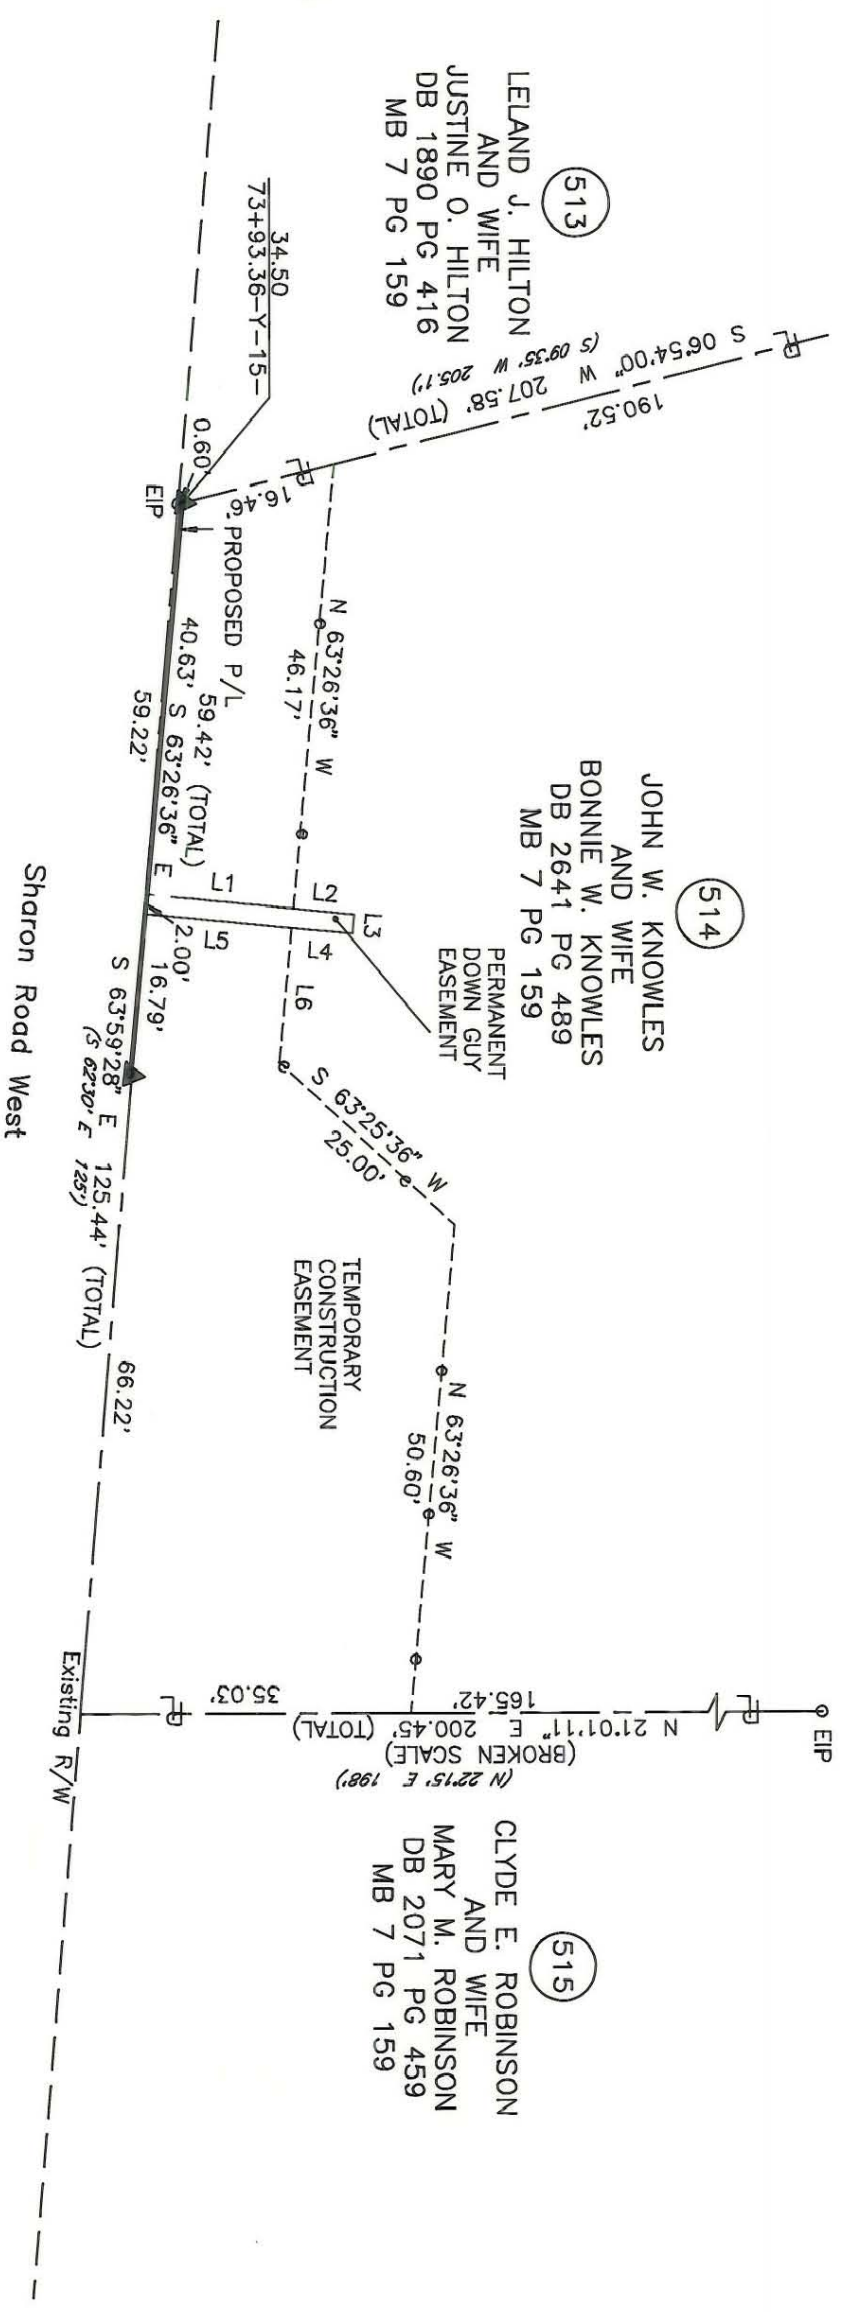 513
LELAND J. HILTON
AND WIFE
JUSTINE O. HILTON
DB 1890 PG 416
MB 7 PG 159
34.50
73+93.36-Y-15-
S 06°54'00" W 207.58' (TOTAL)
(S 09°35' W 205.1')
190.52'
16.46'
0.60'
EIP
PROPOSED P/L
N 63°26'36" W
46.17'
59.42' (TOTAL)
40.63' S 63°26'36" E
59.22'
514
JOHN W. KNOWLES
AND WIFE
BONNIE W. KNOWLES
DB 2641 PG 489
MB 7 PG 159
L1
L2
L3
L4
L5
L6
PERMANENT
DOWN GUY
EASEMENT
2.00'
16.79'
S 63°59'28" E 125.44' (TOTAL)
(S 62°30' E 125')
Sharon Road West
S 63°25'36" W
25.00'
TEMPORARY
CONSTRUCTION
EASEMENT
N 63°26'36" W
50.60'
66.22'
Existing R/W
35.03'
165.42'
N 21°01'11" E 200.45' (TOTAL)
(BROKEN SCALE)
(N 22°15' E 198')
EIP
515
CLYDE E. ROBINSON
AND WIFE
MARY M. ROBINSON
DB 2071 PG 459
MB 7 PG 159